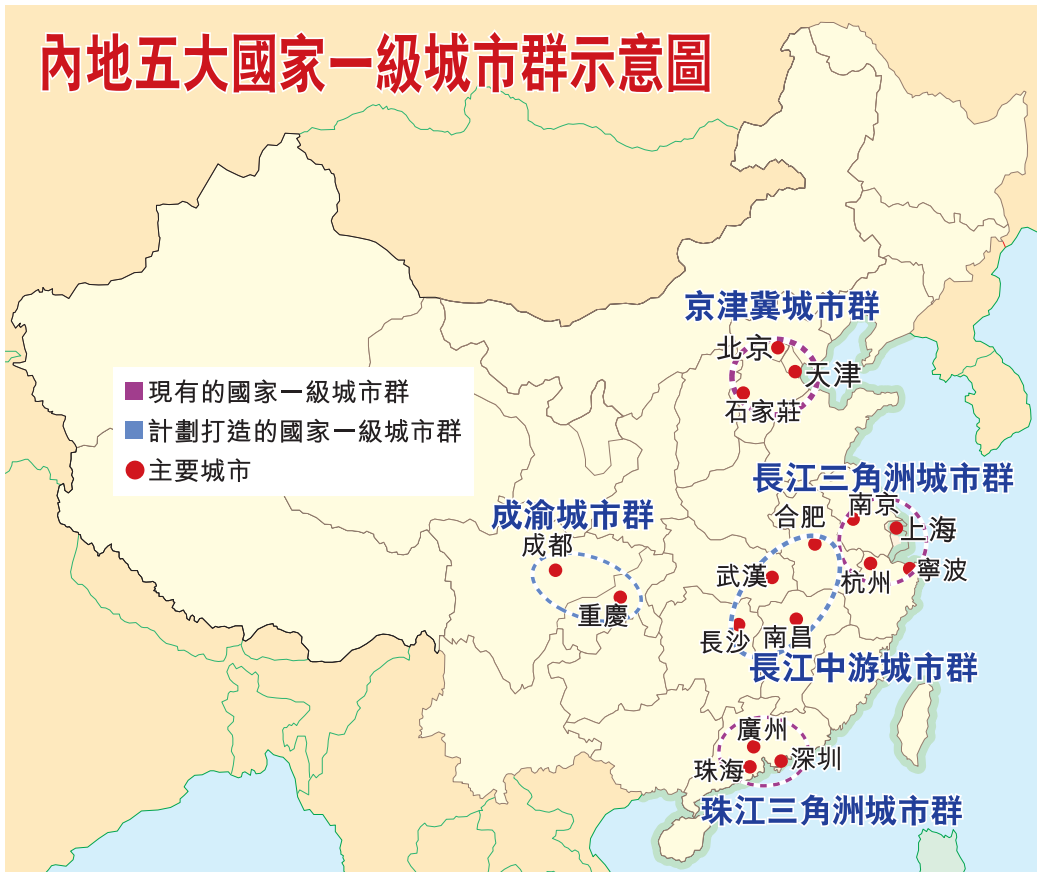 內地五大國家一級城市群示意圖
京津冀城市群
北京
天津
石家莊
現有的國家一級城市群
計劃打造的國家一級城市群
主要城市
長江三角洲城市群
南京
合肥
上海
成渝城市群
成都
寧波
武漢
杭州
重慶
長沙
南昌
長江中游城市群
廣州
深圳
珠海
珠江三角洲城市群